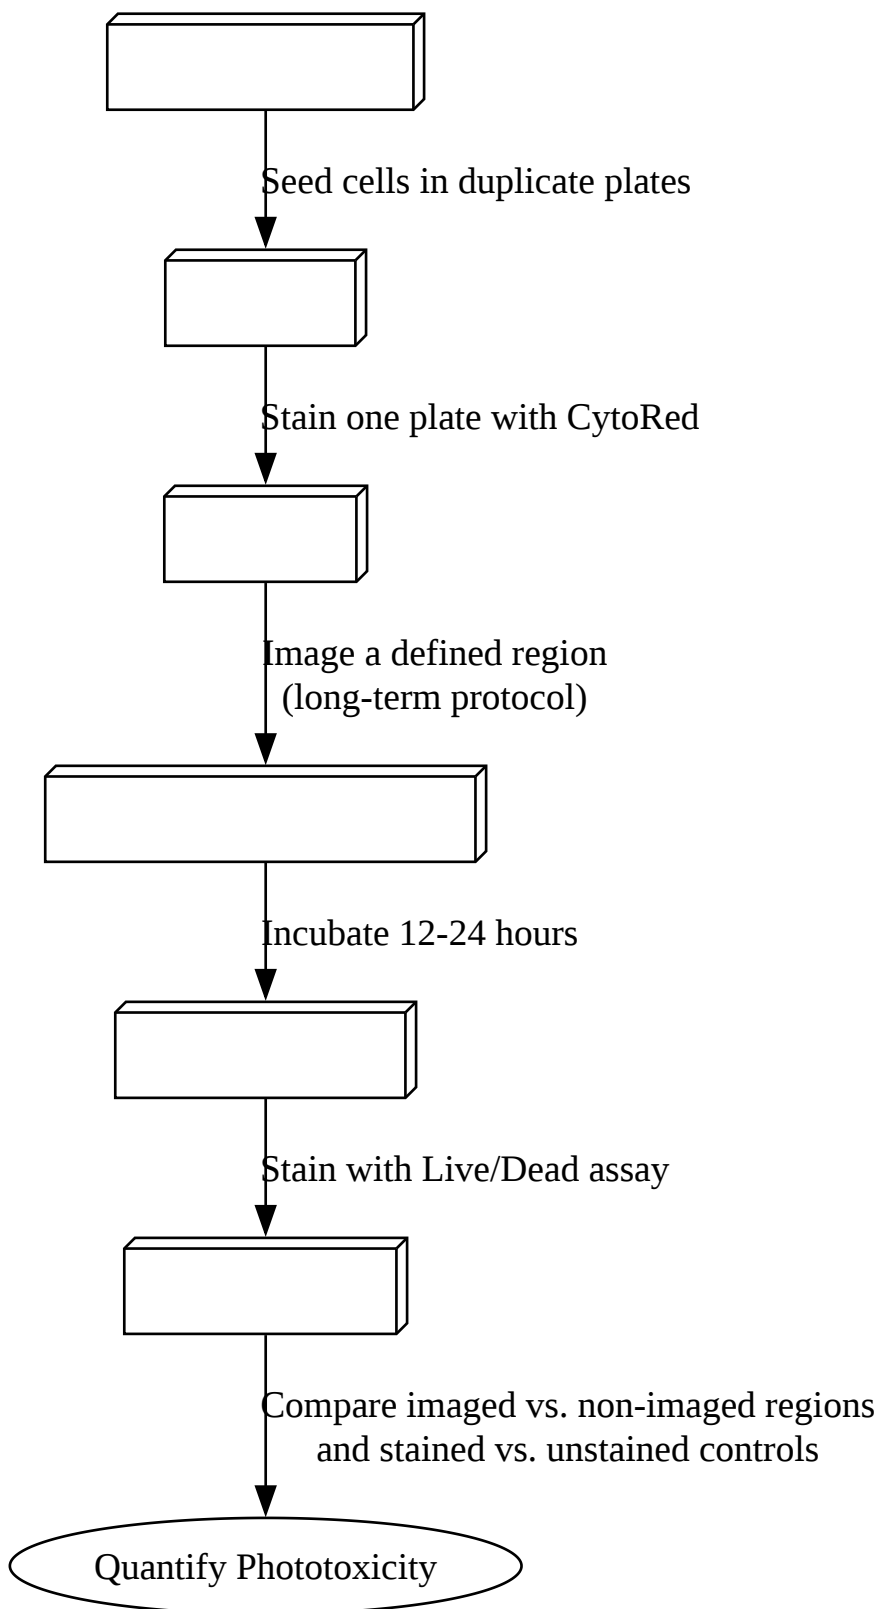 Seed cells in duplicate plates
Stain one plate with CytoRed
Image a defined region
(long-term protocol)
Incubate 12-24 hours
Stain with Live/Dead assay
Compare imaged vs. non-imaged regions
and stained vs. unstained controls
Quantify Phototoxicity